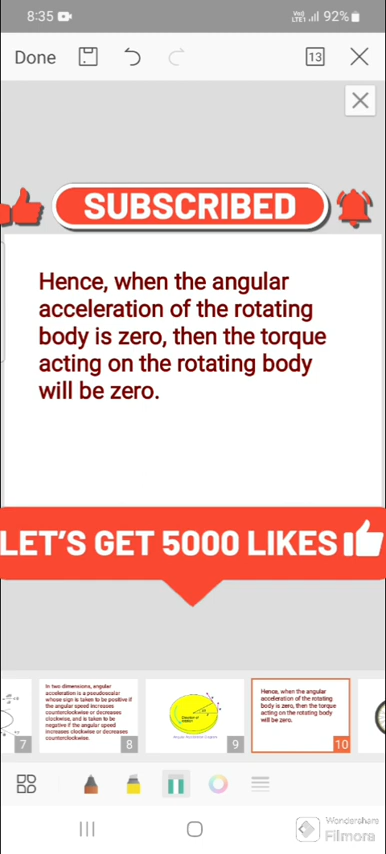 8:35
Vo)) LTE1 92%
Done
13
SUBSCRIBED
Hence, when the angular
acceleration of the rotating
body is zero, then the torque
acting on the rotating body
will be zero.
LET'S GET 5000 LIKES
7
In two dimensions, angular
acceleration is a pseudoscalar
whose sign is taken to be positive if
the angular speed increases
counterclockwise or decreases
clockwise, and is taken to be
negative if the angular speed
increases clockwise or decreases
counterclockwise.
8
9
Hence, when the angular
acceleration of the rotating
body is zero, then the torque
acting on the rotating body
will be zero.
10
Wondershare
Filmora